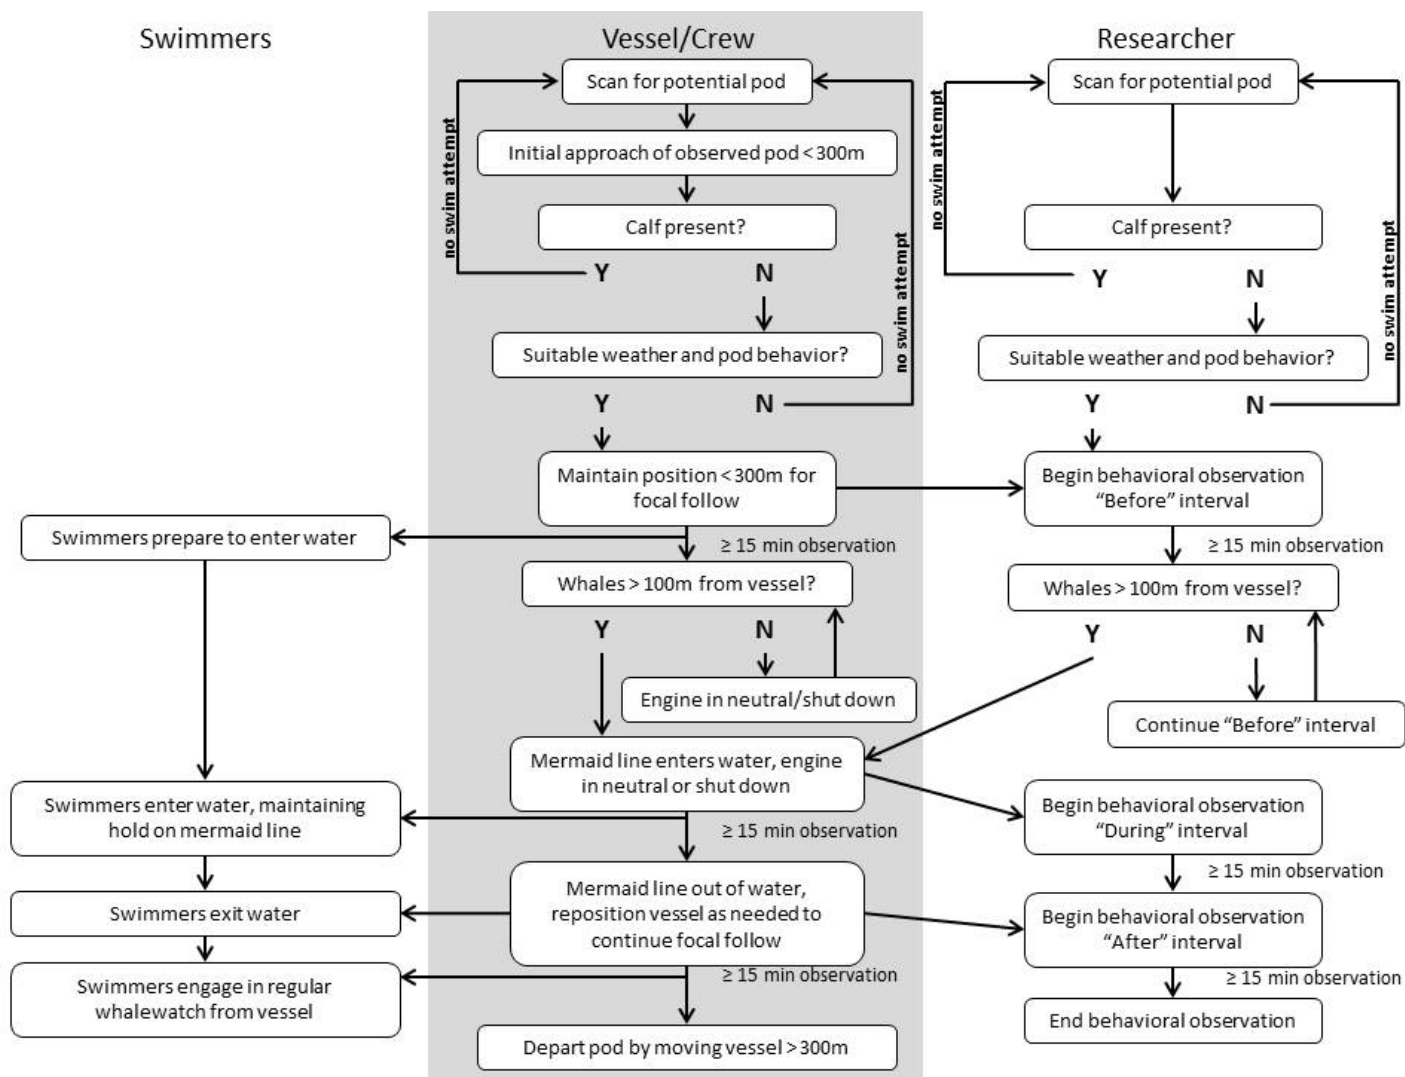 Swimmers
Vessel/Crew
Researcher
Scan for potential pod
Initial approach of observed pod < 300m
Calf present?
Y
N
no swim attempt
Suitable weather and pod behavior?
Y
N
no swim attempt
Maintain position < 300m for
focal follow
≥ 15 min observation
Whales > 100m from vessel?
Y
N
Engine in neutral/shut down
Mermaid line enters water, engine
in neutral or shut down
≥ 15 min observation
Mermaid line out of water,
reposition vessel as needed to
continue focal follow
≥ 15 min observation
Depart pod by moving vessel > 300m
Swimmers prepare to enter water
Swimmers enter water, maintaining
hold on mermaid line
Swimmers exit water
Swimmers engage in regular
whalewatch from vessel
Scan for potential pod
Calf present?
Y
N
no swim attempt
Suitable weather and pod behavior?
Y
N
no swim attempt
Begin behavioral observation
“Before” interval
≥ 15 min observation
Whales > 100m from vessel?
Y
N
Continue “Before” interval
Begin behavioral observation
“During” interval
≥ 15 min observation
Begin behavioral observation
“After” interval
≥ 15 min observation
End behavioral observation